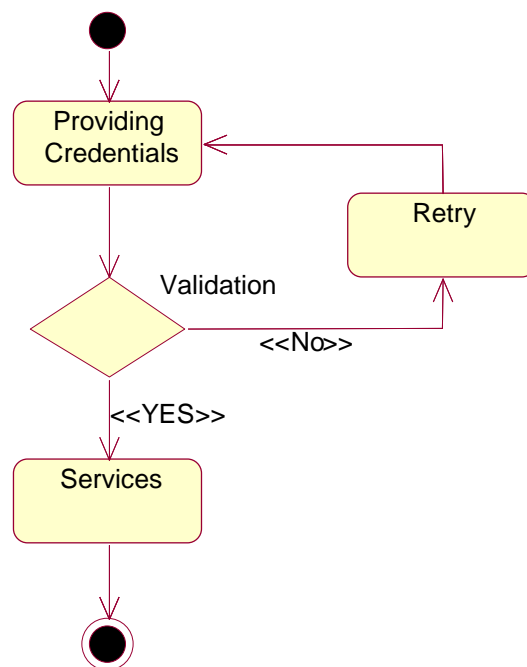 Providing
Credentials
Retry
Validation
<<No>>
<<YES>>
Services